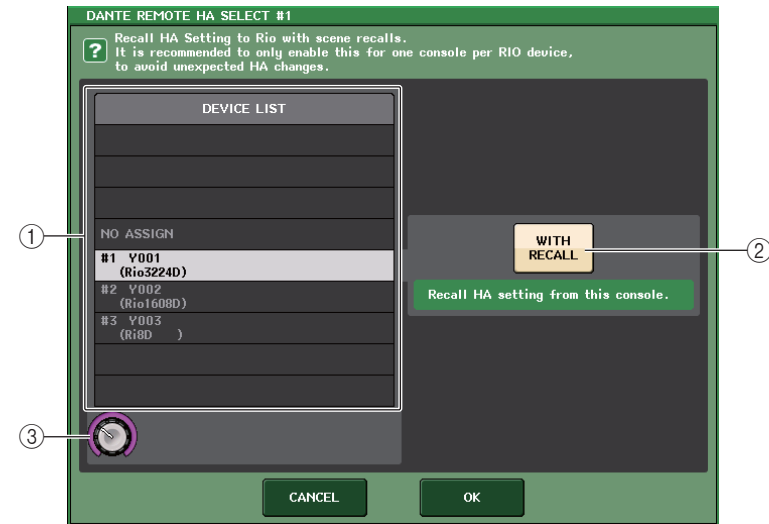 DANTE REMOTE HA SELECT #1
? Recall HA Setting to Rio with scene recalls.
It is recommended to only enable this for one console per RIO device,
to avoid unexpected HA changes.
DEVICE LIST
NO ASSIGN
#1 Y001
(Rio3224D)
#2 Y002
(Rio1608D)
#3 Y003
(Ri8D )
WITH
RECALL
Recall HA setting from this console.
①
②
③
CANCEL
OK